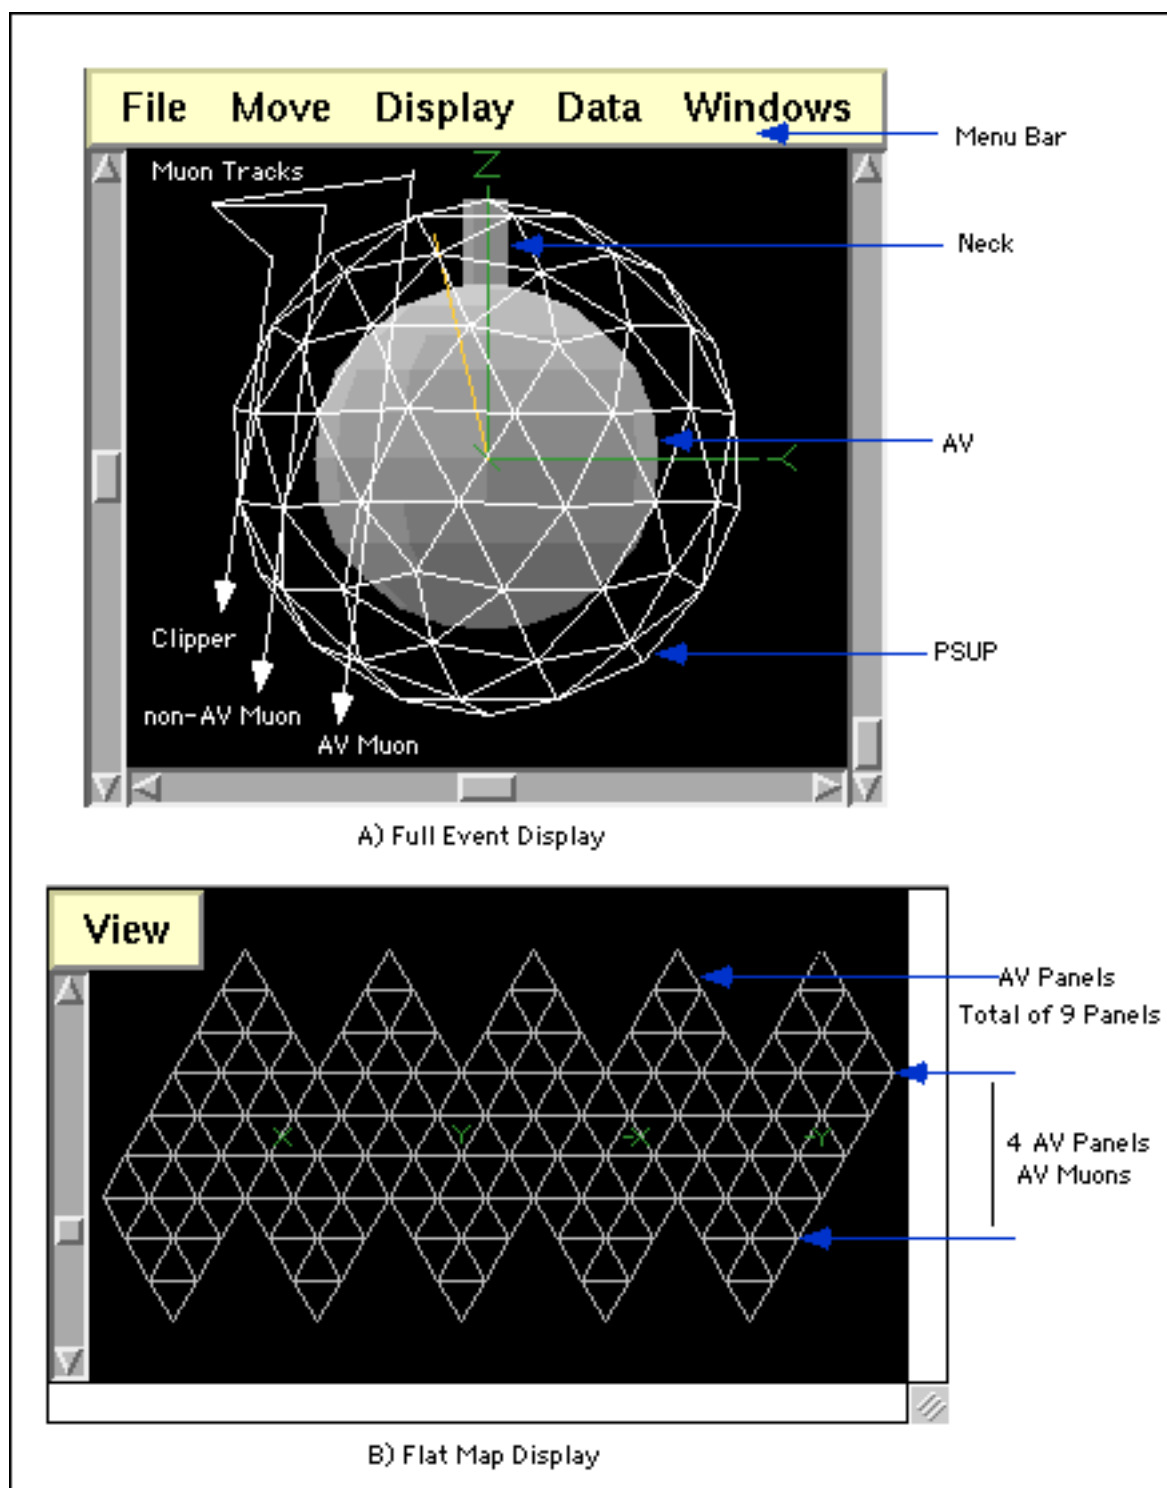 File Move Display Data Windows
Menu Bar
Muon Tracks
Z
Neck
AV
Y
X
Clipper
PSUP
non-AV Muon
AV Muon
A) Full Event Display
View
AV Panels
Total of 9 Panels
X Y -X -Y
4 AV Panels
AV Muons
B) Flat Map Display